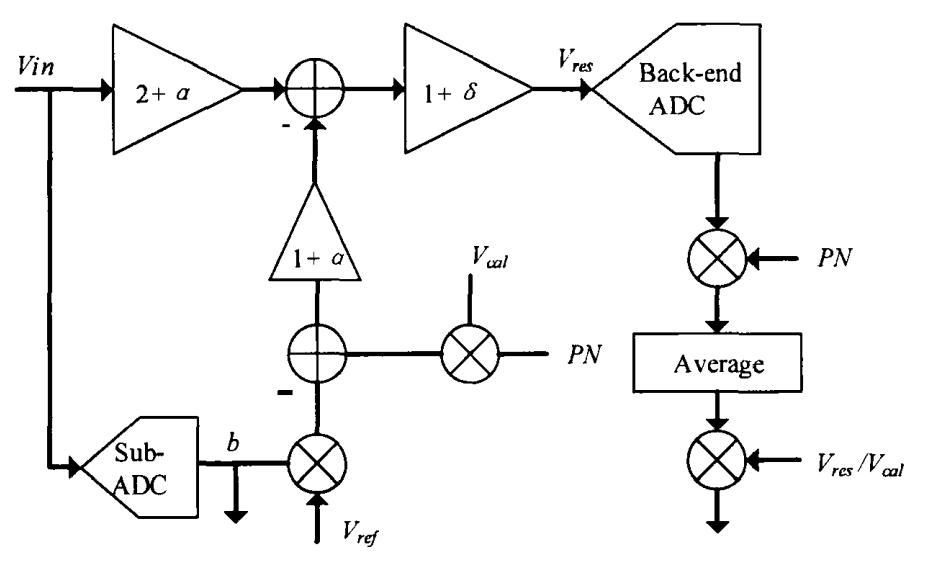 Vin
2 + α
-
1 + δ
Vres
Back-end
ADC
PN
1 + α
Vcal
PN
Average
-
b
Sub-
ADC
Vref
Vres /Vcal